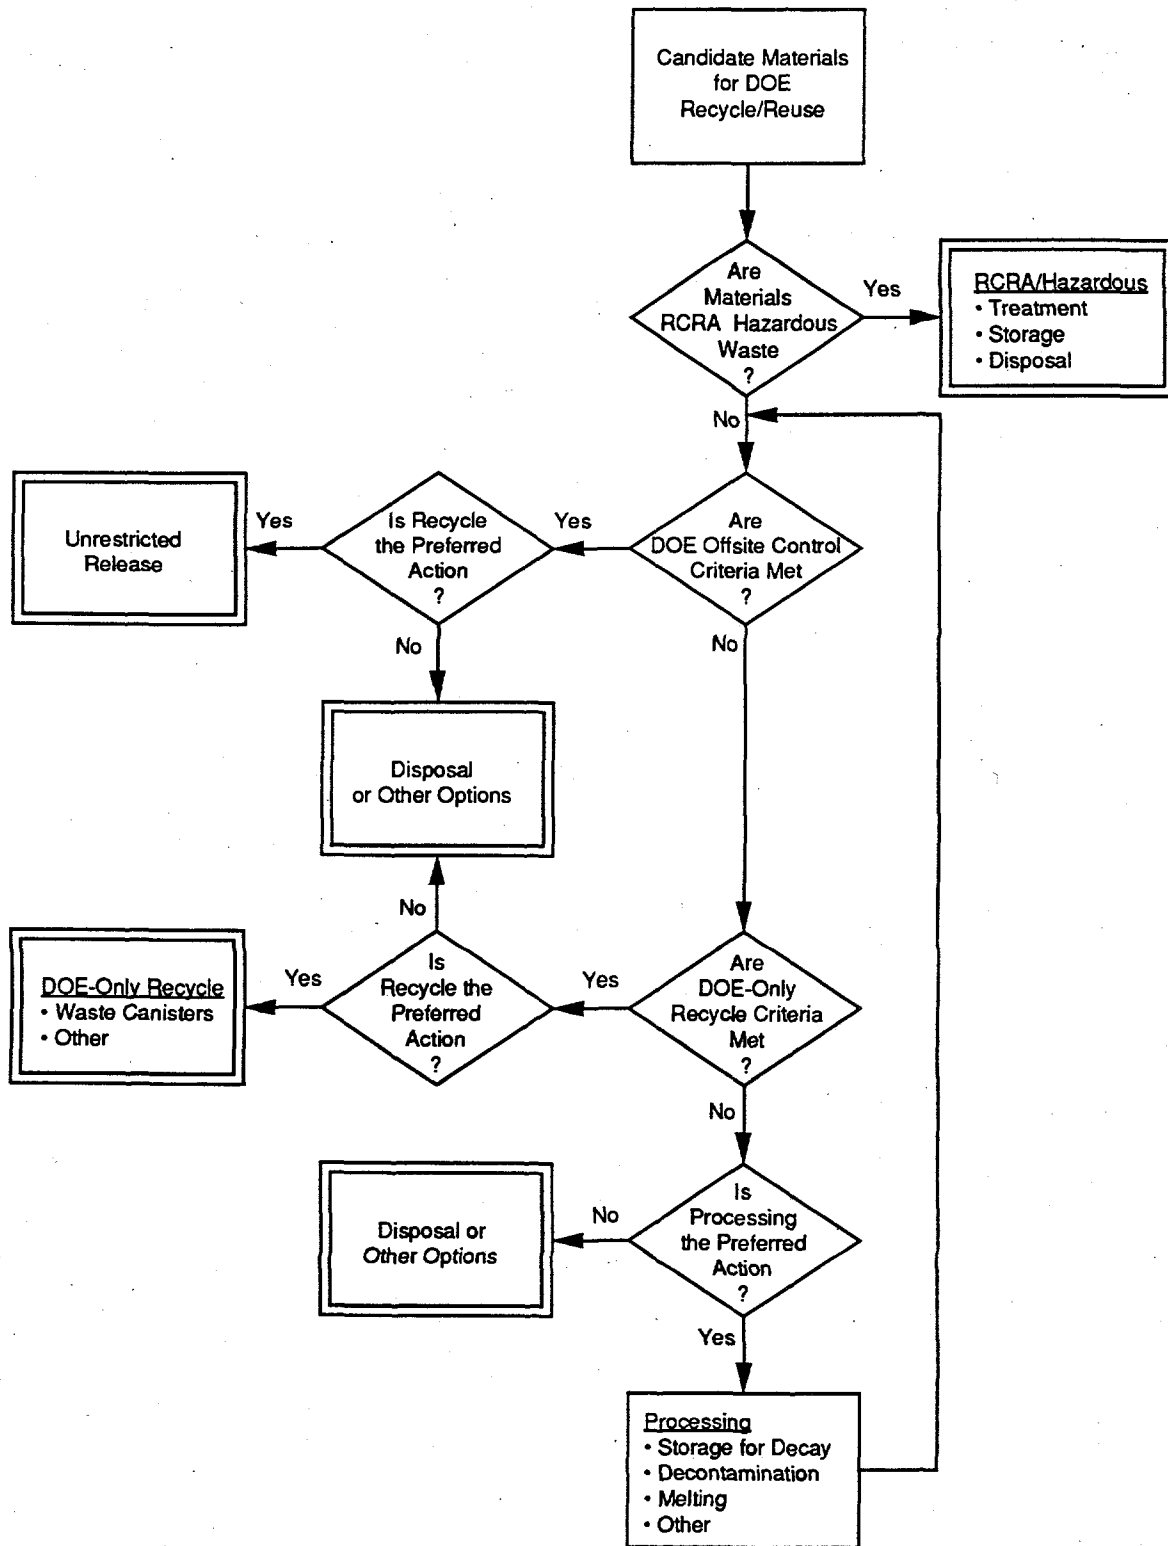 Candidate Materials
for DOE
Recycle/Reuse
Are
Materials
RCRA Hazardous
Waste
?
Yes
RCRA/Hazardous
• Treatment
• Storage
• Disposal
No
Are
DOE Offsite Control
Criteria Met
?
Yes
Is Recycle
the Preferred
Action
?
Yes
Unrestricted
Release
No
No
Disposal
or Other Options
No
Are
DOE-Only
Recycle Criteria
Met
?
Yes
Is
Recycle the
Preferred
Action
?
Yes
DOE-Only Recycle
• Waste Canisters
• Other
No
Is
Processing
the Preferred
Action
?
No
Disposal or
Other Options
Yes
Processing
• Storage for Decay
• Decontamination
• Melting
• Other